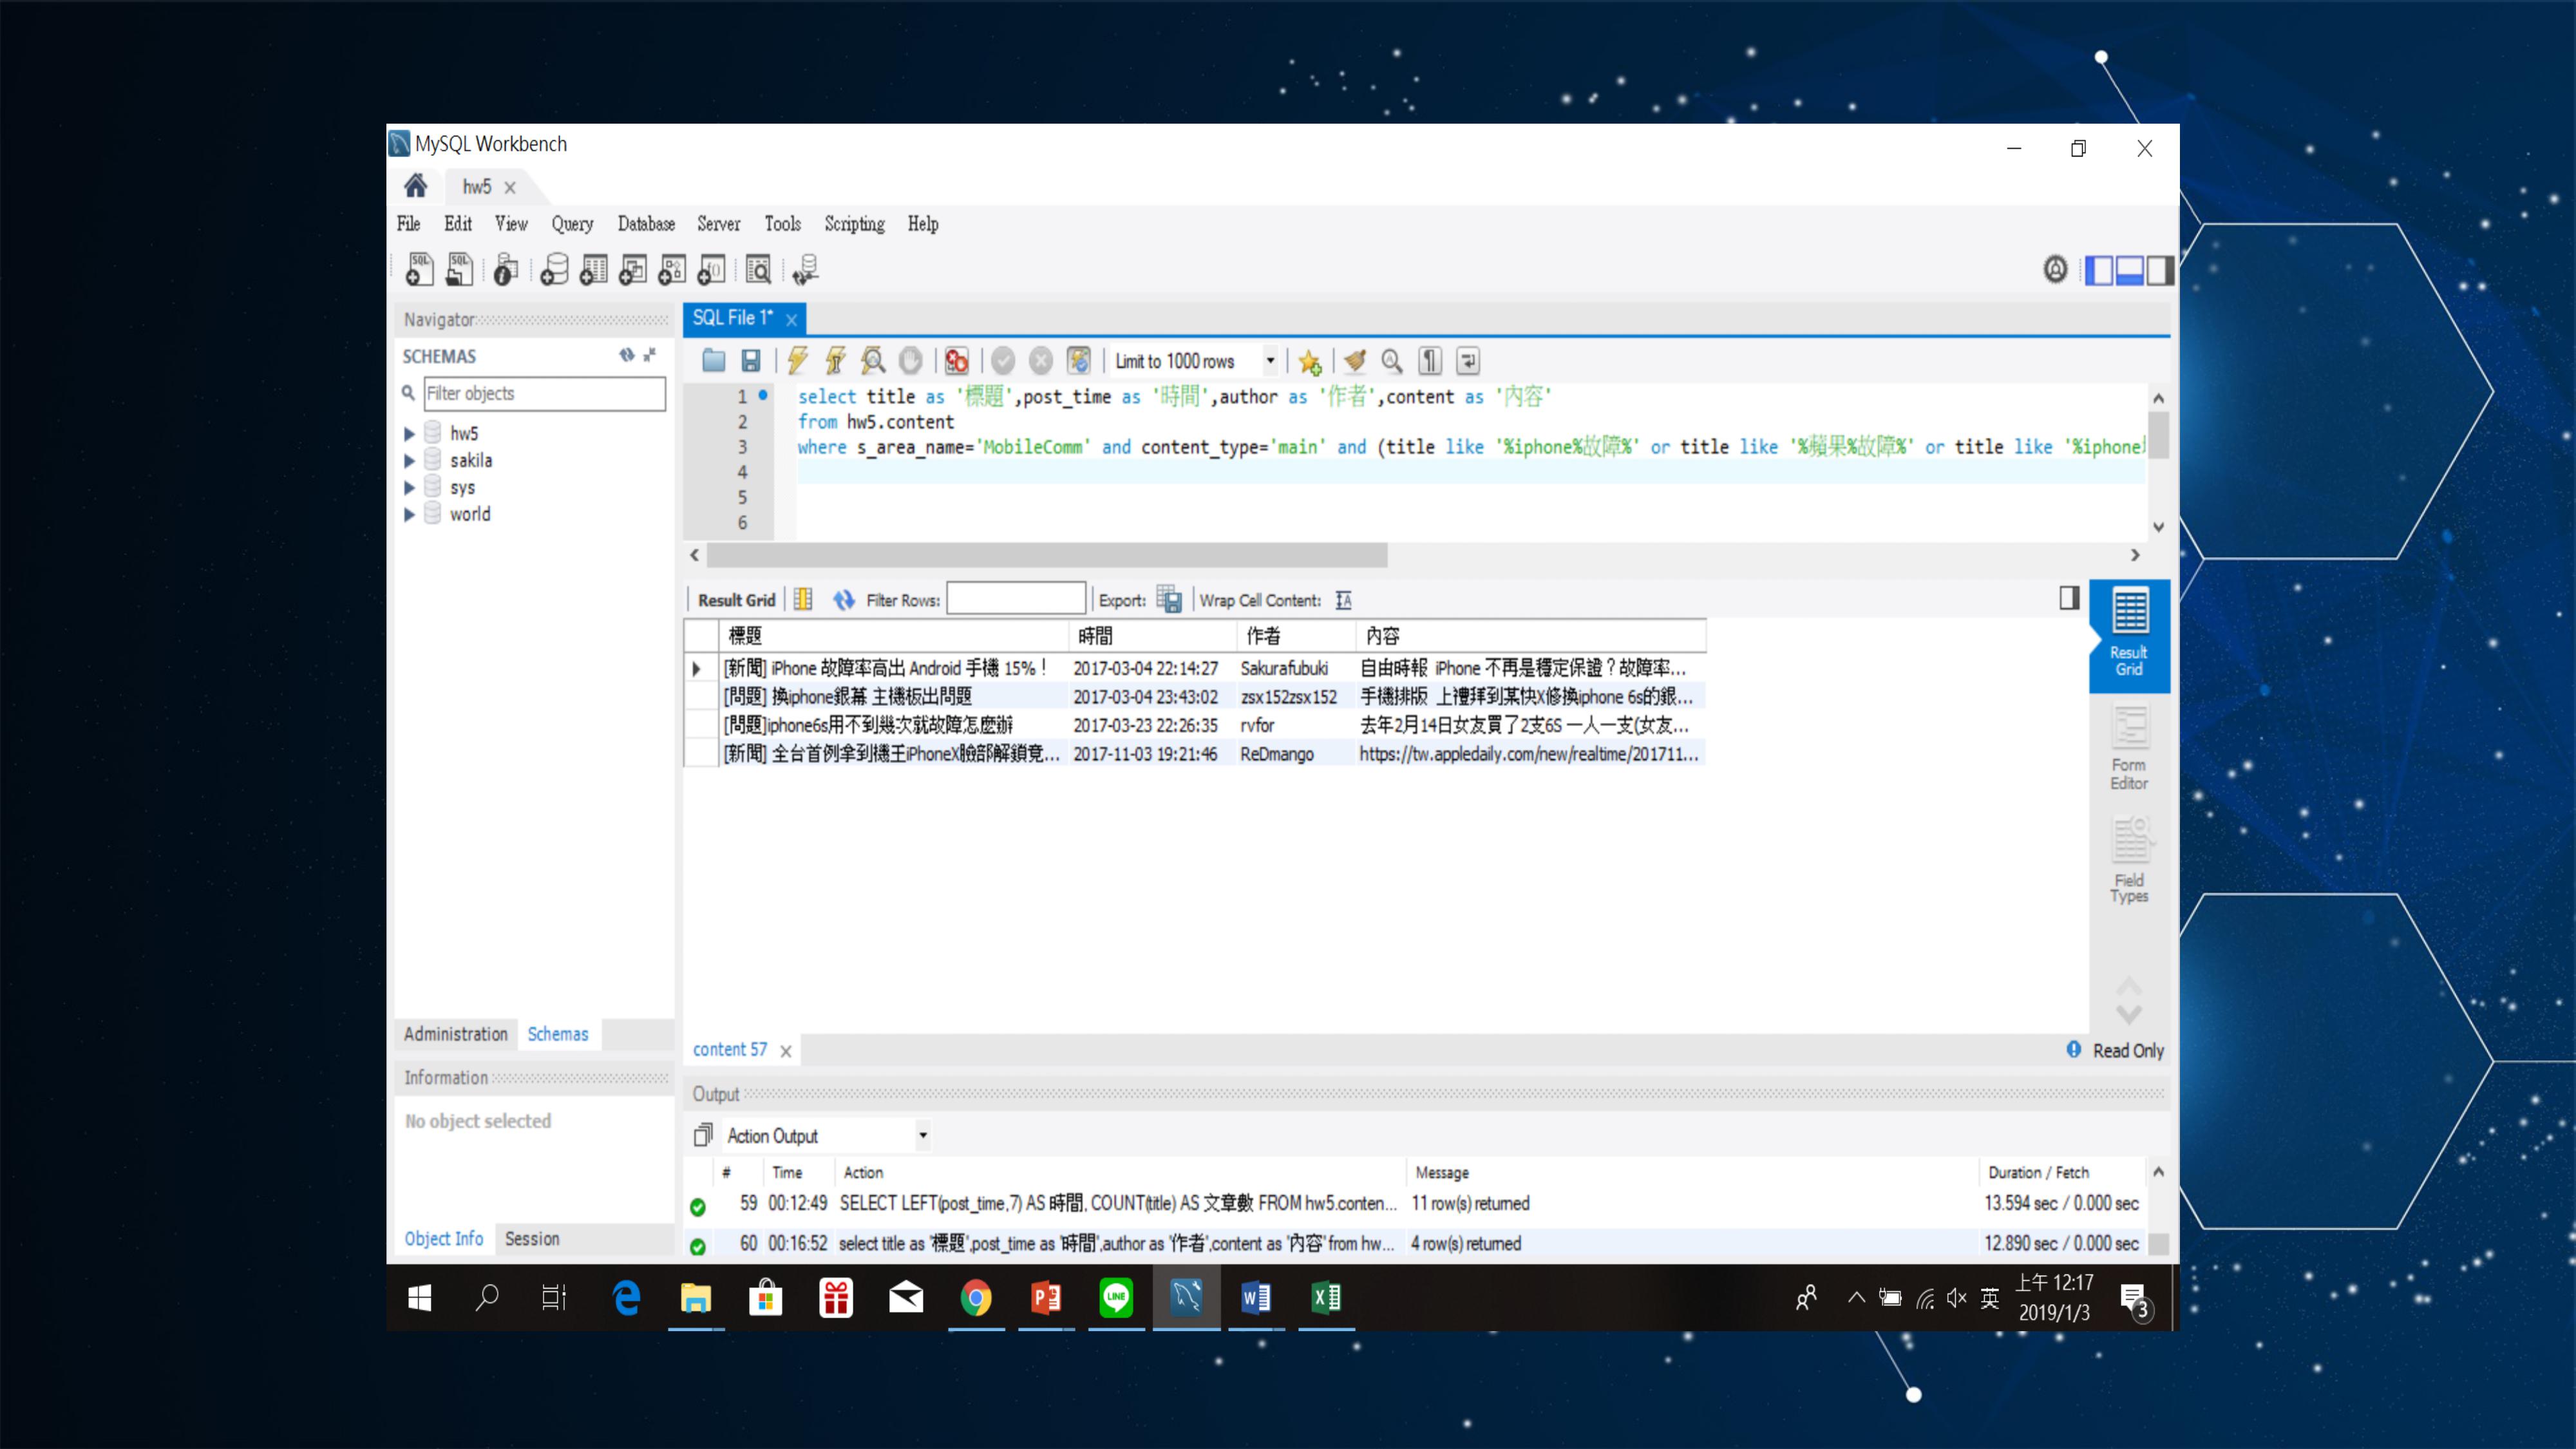 MySQL Workbench
hw5
File Edit View Query Database Server Tools Scripting Help
Navigator
SCHEMAS
Filter objects
hw5
sakila
sys
world
Administration Schemas
Information
No object selected
Object Info Session
SQL File 1*
Limit to 1000 rows
1 select title as '標題',post_time as '時間',author as '作者',content as '內容'
2 from hw5.content
3 where s_area_name='MobileComm' and content_type='main' and (title like '%iphone%故障%' or title like '%蘋果%故障%' or title like '%iphone
4
5
6
Result Grid Filter Rows: Export: Wrap Cell Content:
標題 時間 作者 內容
[新聞] iPhone 故障率高出 Android 手機 15%！ 2017-03-04 22:14:27 Sakurafubuki 自由時報 iPhone 不再是穩定保證？故障率...
[問題] 換iphone銀幕 主機板出問題 2017-03-04 23:43:02 zsx152zsx152 手機排版 上禮拜到某快X修換iphone 6s的銀...
[問題]iphone6s用不到幾次就故障怎麼辦 2017-03-23 22:26:35 rvfor 去年2月14日女友買了2支6S 一人一支(女友...
[新聞] 全台首例拿到機王iPhoneX臉部解鎖竟... 2017-11-03 19:21:46 ReDmango https://tw.appledaily.com/new/realtime/201711...
Result Grid
Form Editor
Field Types
content 57
Read Only
Output
Action Output
# Time Action Message Duration / Fetch
59 00:12:49 SELECT LEFT(post_time,7) AS 時間, COUNT(title) AS 文章數 FROM hw5.conten... 11 row(s) returned 13.594 sec / 0.000 sec
60 00:16:52 select title as '標題',post_time as '時間',author as '作者',content as '內容' from hw... 4 row(s) returned 12.890 sec / 0.000 sec
英
上午 12:17
2019/1/3
3